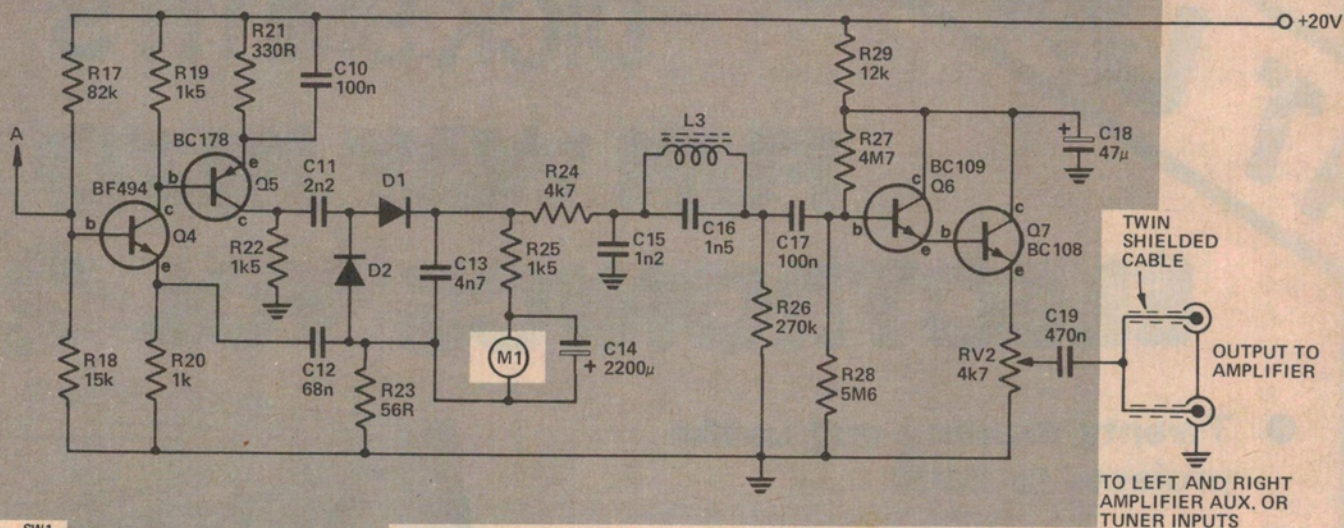 +20V
R17
82k
R19
1k5
R21
330R
C10
100n
R29
12k
A
BC178
b
e
c
Q5
BF494
b
c
e
Q4
C11
2n2
D1
D2
R22
1k5
R24
4k7
C13
4n7
R25
1k5
C15
1n2
L3
C16
1n5
C17
100n
R27
4M7
BC109
Q6
b
c
e
C18
+
47μ
Q7
BC108
b
c
e
R18
15k
R20
1k
C12
68n
R23
56R
M1
C14
+ 2200μ
R26
270k
R28
5M6
RV2
4k7
C19
470n
TWIN
SHIELDED
CABLE
OUTPUT TO
AMPLIFIER
TO LEFT AND RIGHT
AMPLIFIER AUX. OR
TUNER INPUTS
SW1